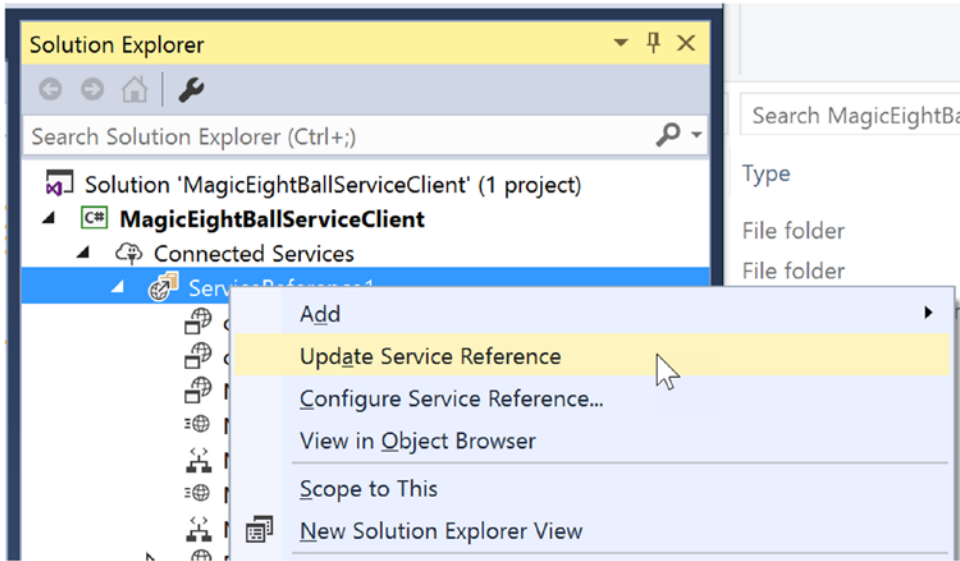 Solution Explorer
Search Solution Explorer (Ctrl+;)
Search MagicEightBa
Type
Solution 'MagicEightBallServiceClient' (1 project)
C# MagicEightBallServiceClient
File folder
Connected Services
File folder
ServiceReference1
Add
Update Service Reference
Configure Service Reference...
View in Object Browser
Scope to This
New Solution Explorer View